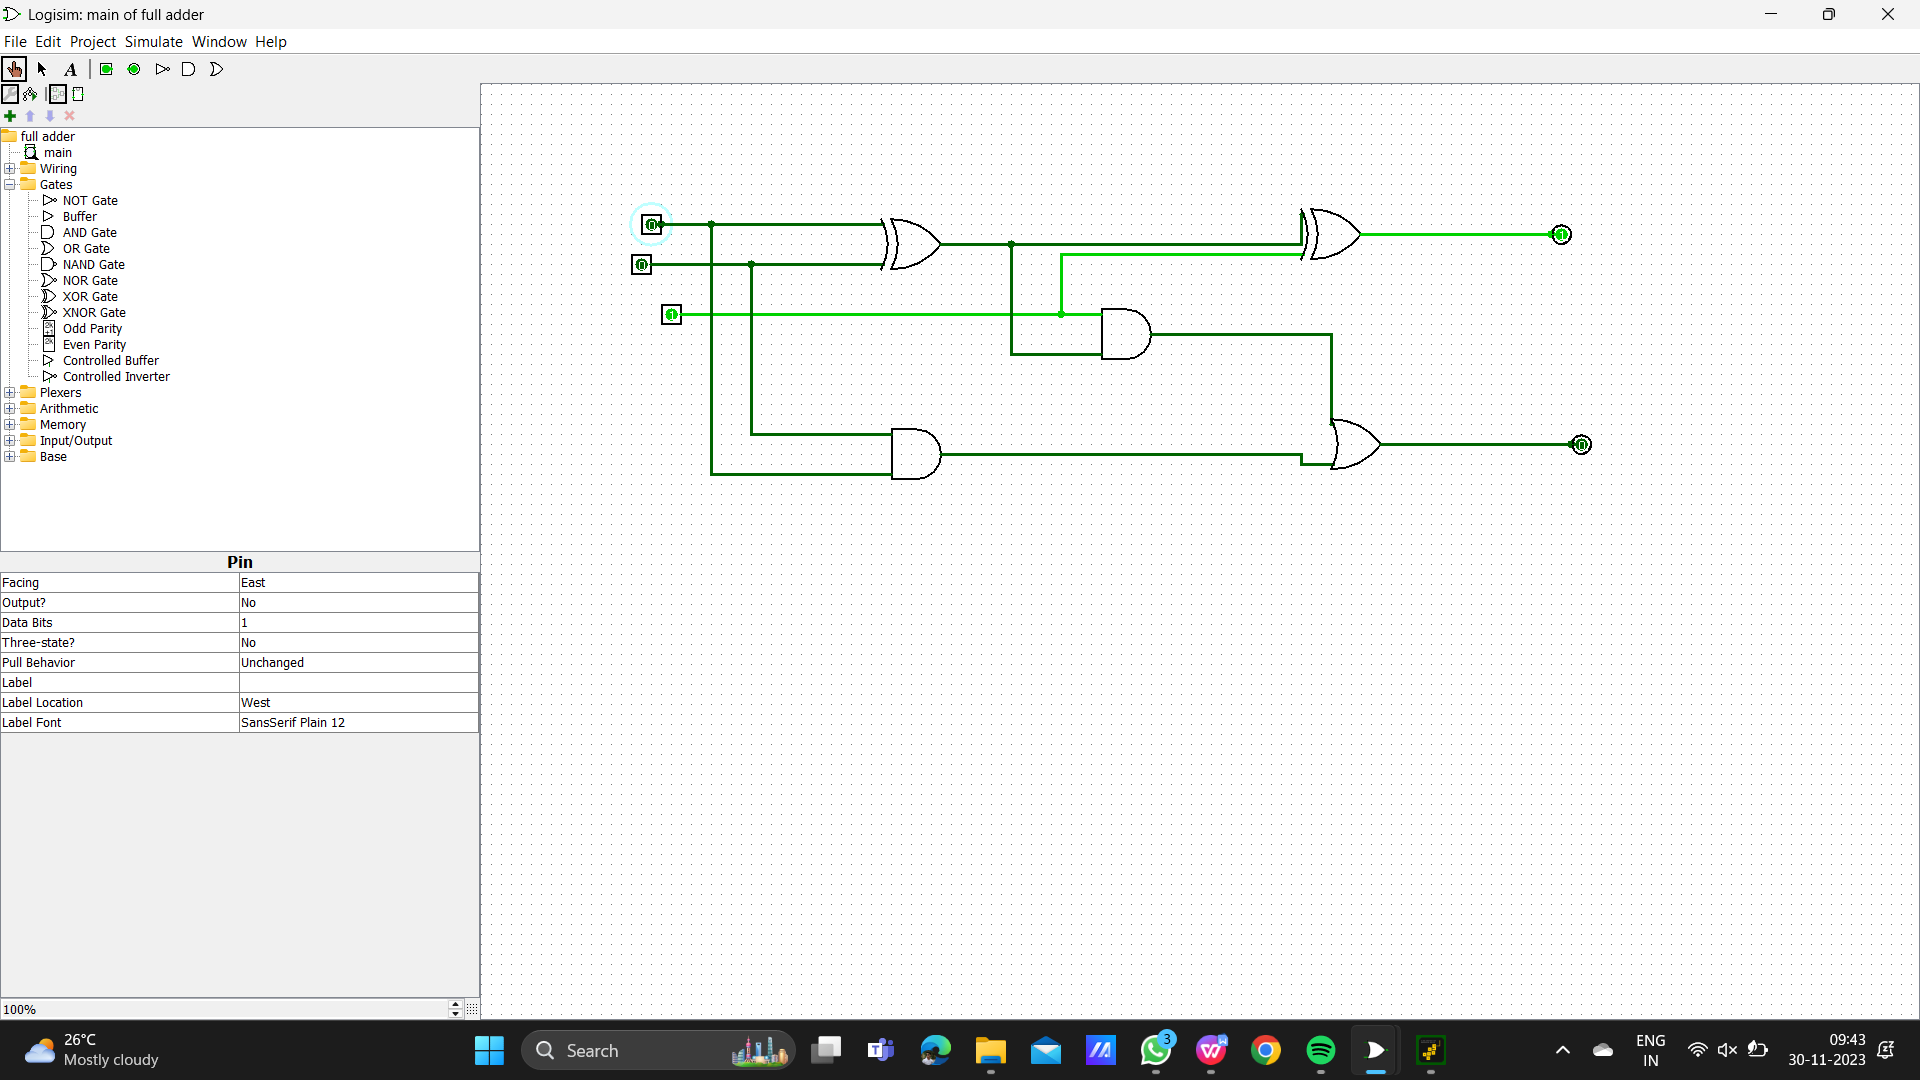 Logisim: main of full adder
File Edit Project Simulate Window Help
A
full adder
main
Wiring
Gates
NOT Gate
Buffer
AND Gate
OR Gate
NAND Gate
NOR Gate
XOR Gate
XNOR Gate
Odd Parity
Even Parity
Controlled Buffer
Controlled Inverter
Plexers
Arithmetic
Memory
Input/Output
Base
0
0
1
1
0
Pin
Facing East
Output? No
Data Bits 1
Three-state? No
Pull Behavior Unchanged
Label
Label Location West
Label Font SansSerif Plain 12
100%
26°C
Mostly cloudy
Search
3
ENG
IN
09:43
30-11-2023